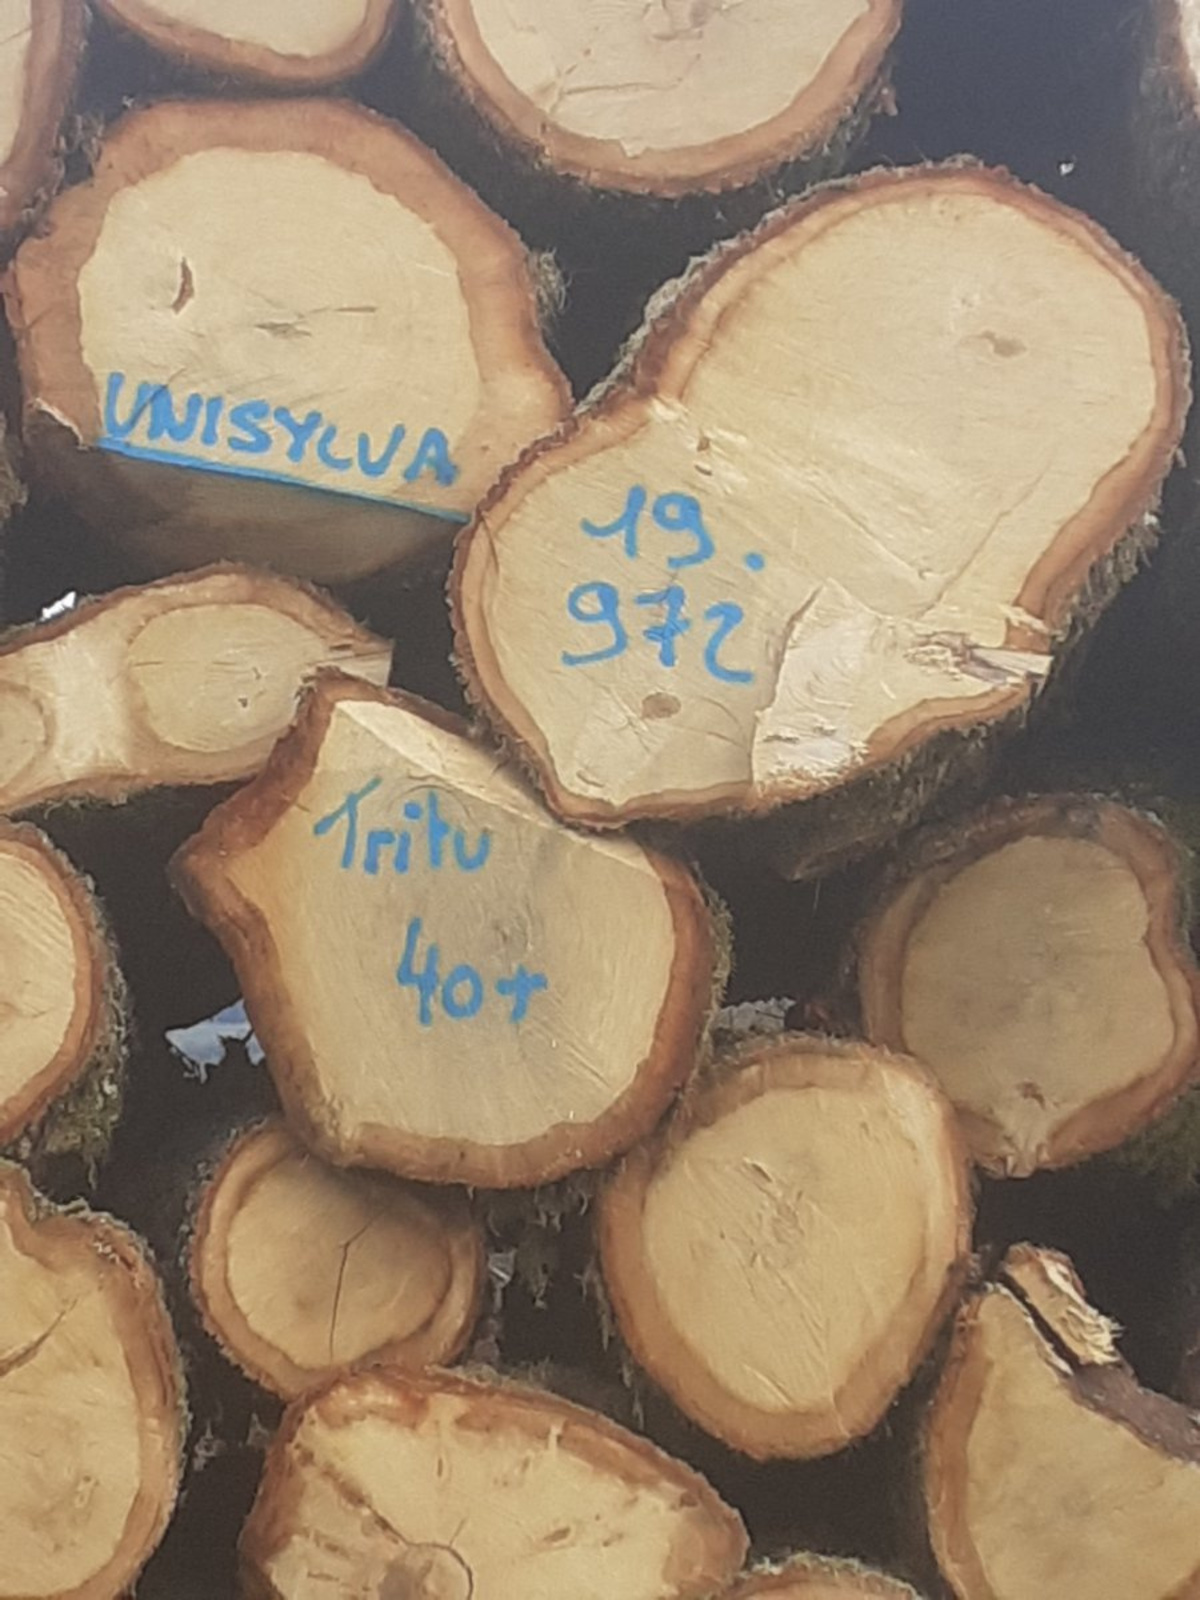 UNISYLVA
19.
972
Tritu
40+